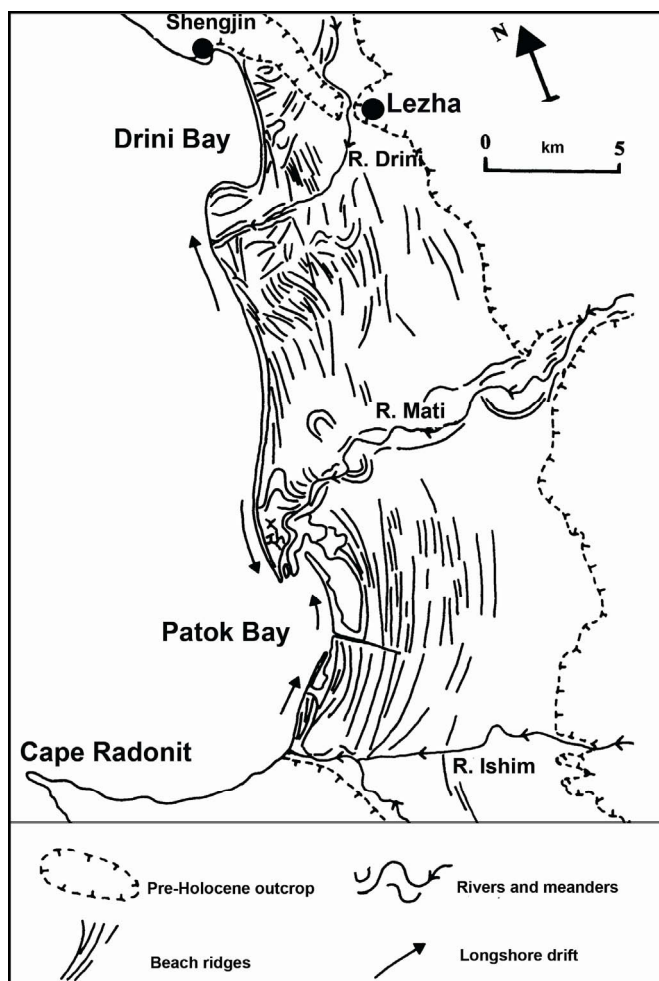 Shengjin
N
Lezha
Drini Bay
0 km 5
R. Drini
R. Mati
Patok Bay
Cape Radonit
R. Ishim
Pre-Holocene outcrop
Rivers and meanders
Beach ridges
Longshore drift